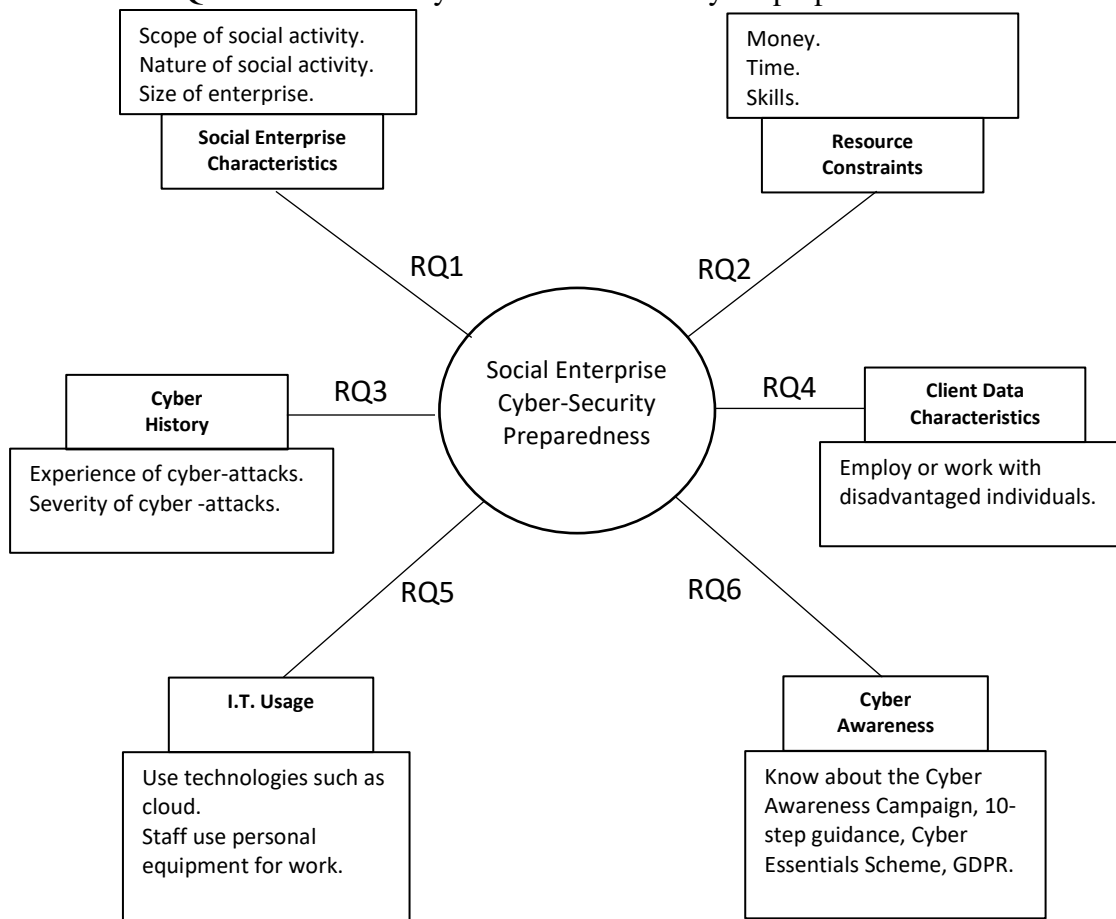 Scope of social activity.
Nature of social activity.
Size of enterprise.
Social Enterprise
Characteristics
Money.
Time.
Skills.
Resource
Constraints
RQ1
RQ2
Social Enterprise
Cyber-Security
Preparedness
Cyber
History
RQ3
Experience of cyber-attacks.
Severity of cyber -attacks.
RQ4
Client Data
Characteristics
Employ or work with
disadvantaged individuals.
RQ5
RQ6
I.T. Usage
Use technologies such as
cloud.
Staff use personal
equipment for work.
Cyber
Awareness
Know about the Cyber
Awareness Campaign, 10-
step guidance, Cyber
Essentials Scheme, GDPR.